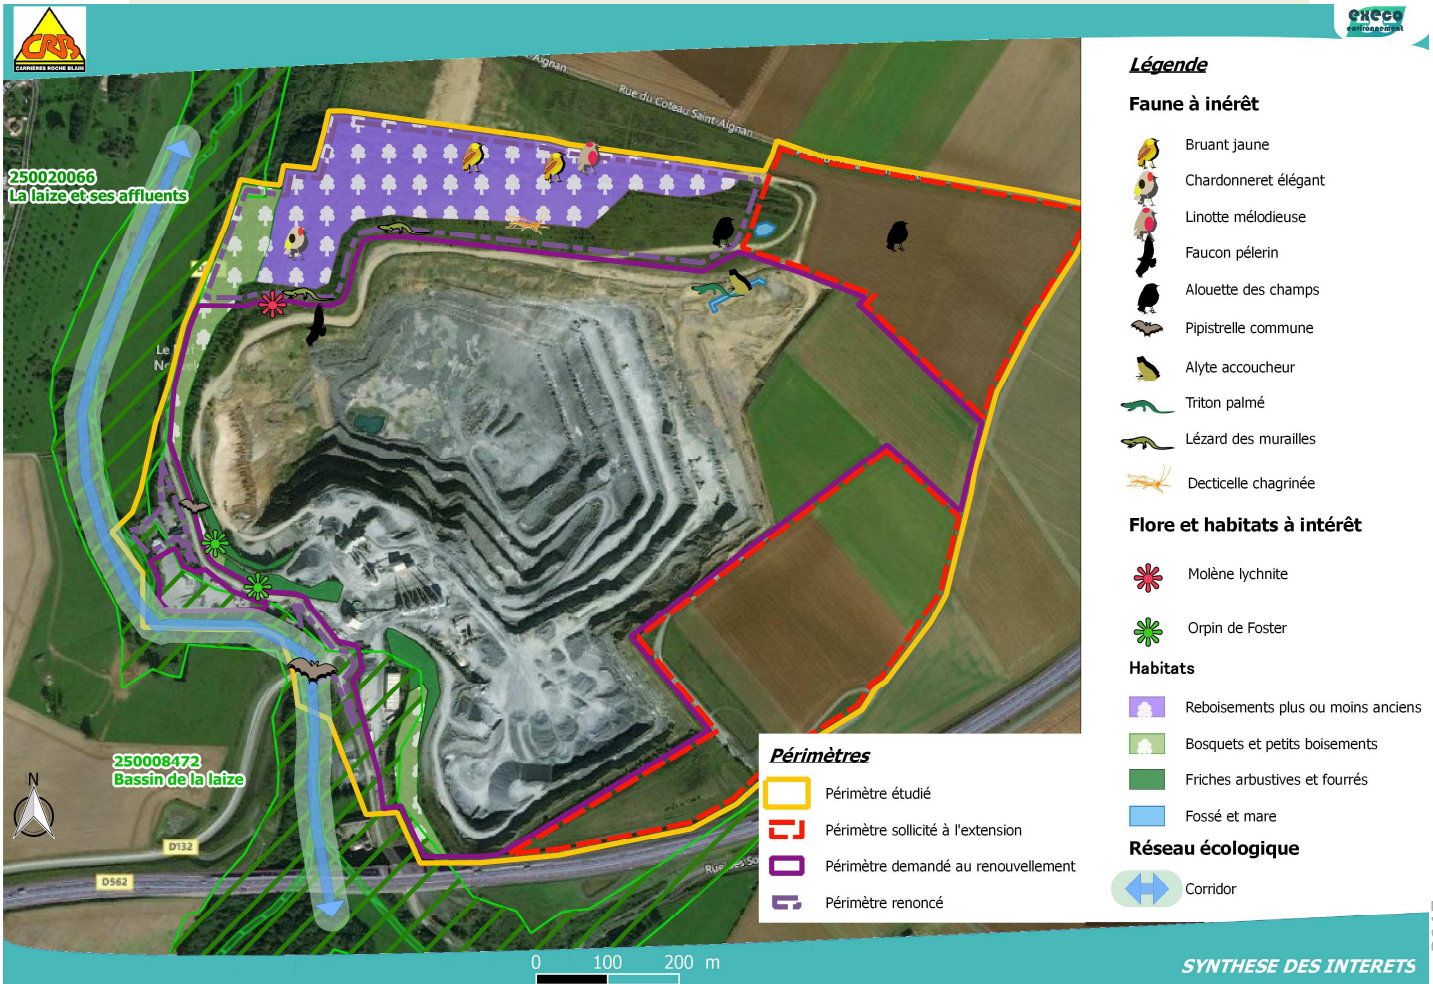 CRB
CARRIÈRES ROCHE BLAIN
execo
environnement
Rue du Coteau Saint-Aignan
250020066
La laize et ses affluents
250008472
Bassin de la laize
N
D132
D562
Légende
Faune à inérêt
Bruant jaune
Chardonneret élégant
Linotte mélodieuse
Faucon pélerin
Alouette des champs
Pipistrelle commune
Alyte accoucheur
Triton palmé
Lézard des murailles
Decticelle chagrinée
Flore et habitats à intérêt
Molène lychnite
Orpin de Foster
Habitats
Reboisements plus ou moins anciens
Bosquets et petits boisements
Friches arbustives et fourrés
Fossé et mare
Réseau écologique
Corridor
Périmètres
Périmètre étudié
Périmètre sollicité à l'extension
Périmètre demandé au renouvellement
Périmètre renoncé
0 100 200 m
SYNTHESE DES INTERETS